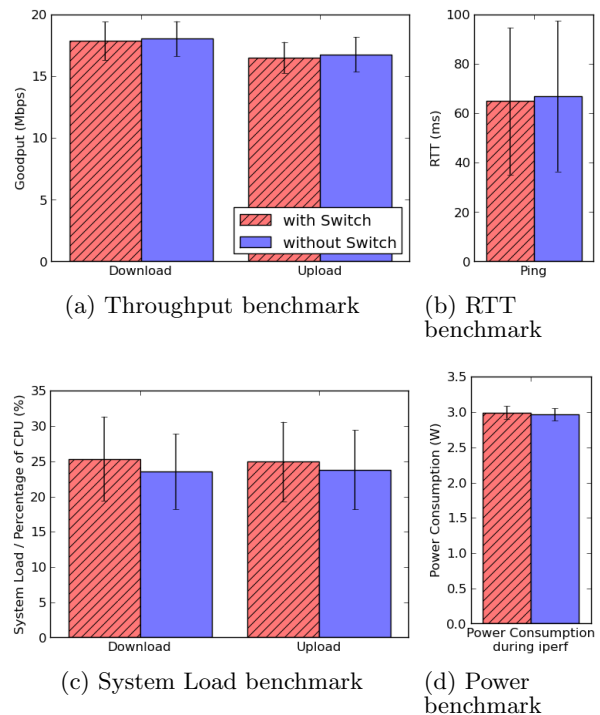 20
15
10
5
0
Goodput (Mbps)
with Switch
without Switch
Download
Upload
(a) Throughput benchmark
100
80
60
40
20
0
RTT (ms)
Ping
(b) RTT
benchmark
35
30
25
20
15
10
5
0
System Load / Percentage of CPU (%)
Download
Upload
(c) System Load benchmark
3.5
3.0
2.5
2.0
1.5
1.0
0.5
0.0
Power Consumption (W)
Power Consumption
during iperf
(d) Power
benchmark